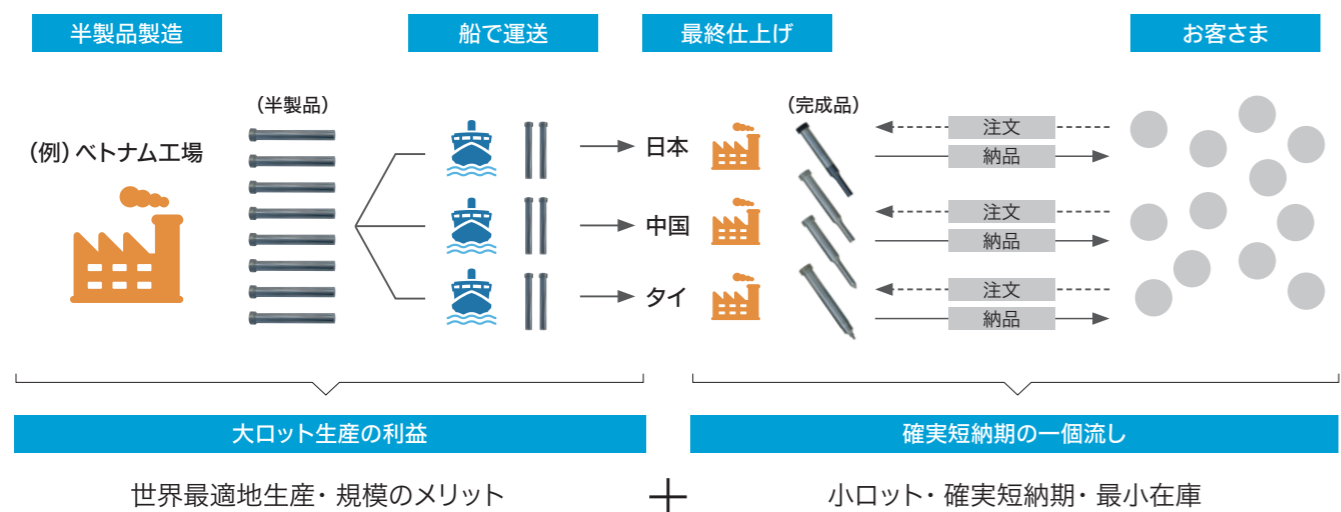 半製品製造
船で運送
最終仕上げ
お客さま
(半製品)
(完成品)
(例)ベトナム工場
日本
注文
納品
中国
注文
納品
タイ
注文
納品
大ロット生産の利益
確実短納期の一個流し
世界最適地生産・規模のメリット
+
小ロット・確実短納期・最小在庫